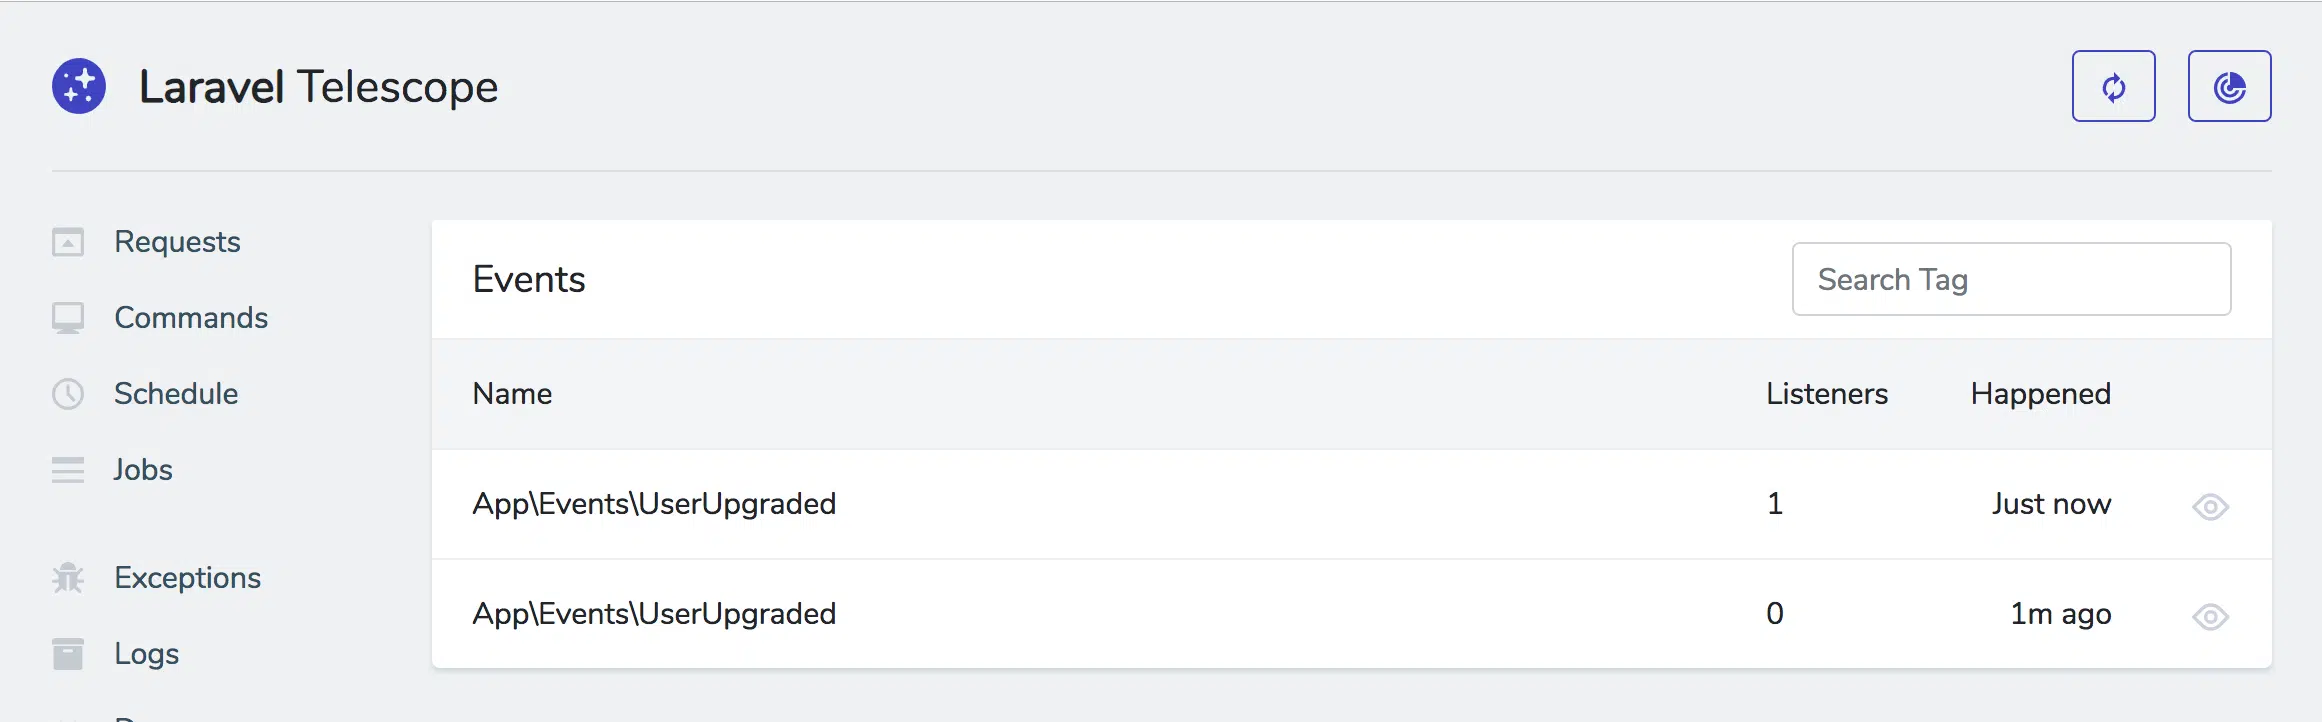 Laravel Telescope
Requests
Commands
Schedule
Jobs
Exceptions
Logs
Events
Search Tag
Name Listeners Happened
App\Events\UserUpgraded 1 Just now
App\Events\UserUpgraded 0 1m ago